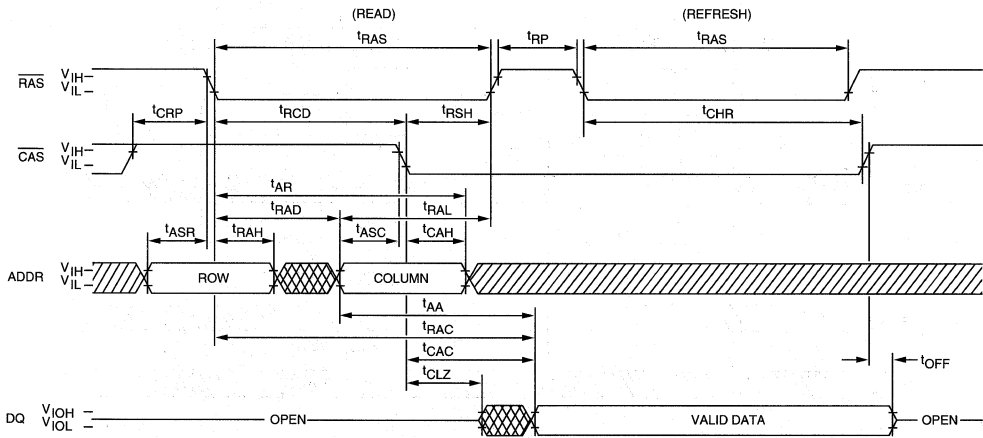 (READ) (REFRESH)
tRAS tRP tRAS
RAS VIH
VIL
tCRP tRCD tRSH tCHR
CAS VIH
VIL
tAR
tRAD tRAL
tASR tRAH tASC tCAH
ADDR VIH
VIL
ROW COLUMN
tAA
tRAC
tCAC
tOFF
tCLZ
DQ VIOH
VIOL
OPEN VALID DATA OPEN